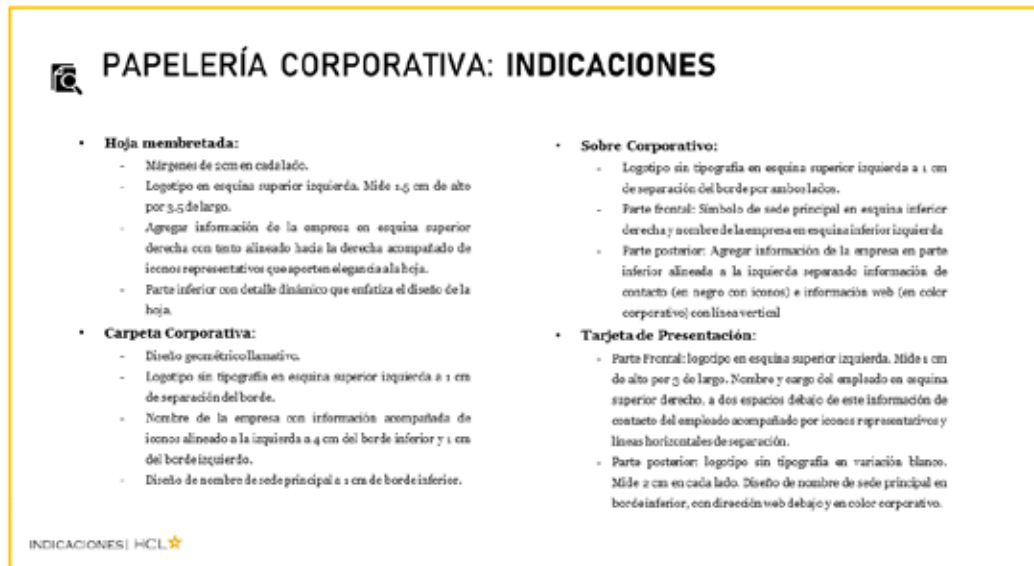 PAPELERÍA CORPORATIVA: INDICACIONES
• Hoja membretada:
- Márgenes de 2cm en cada lado.
- Logotipo en esquina superior izquierda. Mide 1.5 cm de alto
por 3.5 de largo.
- Agregar información de la empresa en esquina superior
derecha con texto alineado hacia la derecha acompañado de
iconos representativos que aporten elegancia a la hoja.
- Parte inferior con detalle dinámico que enfatiza el diseño de la
hoja.
• Carpeta Corporativa:
- Diseño geométrico llamativo.
- Logotipo sin tipografía en esquina superior izquierda a 1 cm
de separación del borde.
- Nombre de la empresa con información acompañada de
iconos alineado a la izquierda a 4 cm del borde inferior y 1 cm
del borde izquierdo.
- Diseño de nombre de sede principal a 1 cm de borde inferior.
• Sobre Corporativo:
- Logotipo sin tipografía en esquina superior izquierda a 1 cm
de separación del borde por ambos lados.
- Parte frontal: Símbolo de sede principal en esquina inferior
derecha y nombre de la empresa en esquina inferior izquierda
- Parte posterior: Agregar información de la empresa en parte
inferior alineada a la izquierda separando información de
contacto (en negro con iconos) e información web (en color
corporativo) con línea vertical
• Tarjeta de Presentación:
- Parte Frontal: logotipo en esquina superior izquierda. Mide 1 cm
de alto por 3 de largo. Nombre y cargo del empleado en esquina
superior derecho, a dos espacios debajo de este información de
contacto del empleado acompañado por iconos representativos y
líneas horizontales de separación.
- Parte posterior: logotipo sin tipografía en variación blanco.
Mide 2 cm en cada lado. Diseño de nombre de sede principal en
borde inferior, con dirección web debajo y en color corporativo.
INDICACIONES| HCL